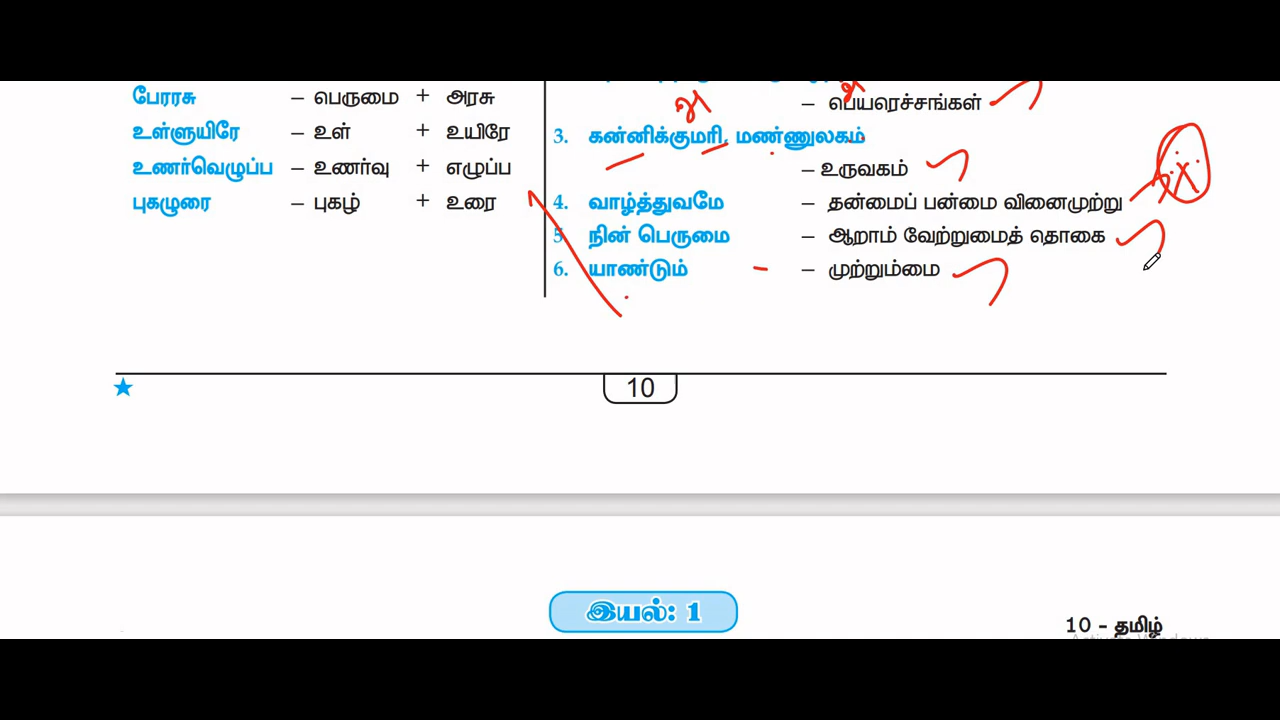 பேரரசு – பெருமை + அரசு
உள்ளுயிரே – உள் + உயிரே
உணர்வெழுப்ப – உணர்வு + எழுப்ப
புகழுரை – புகழ் + உரை
– பெயரெச்சங்கள்
3. கன்னிக்குமரி, மண்ணுலகம்
– உருவகம்
4. வாழ்த்துவமே – தன்மைப் பன்மை வினைமுற்று
5 நின் பெருமை – ஆறாம் வேற்றுமைத் தொகை
6. யாண்டும் – முற்றும்மை
10
இயல்: 1
10 - தமிழ்